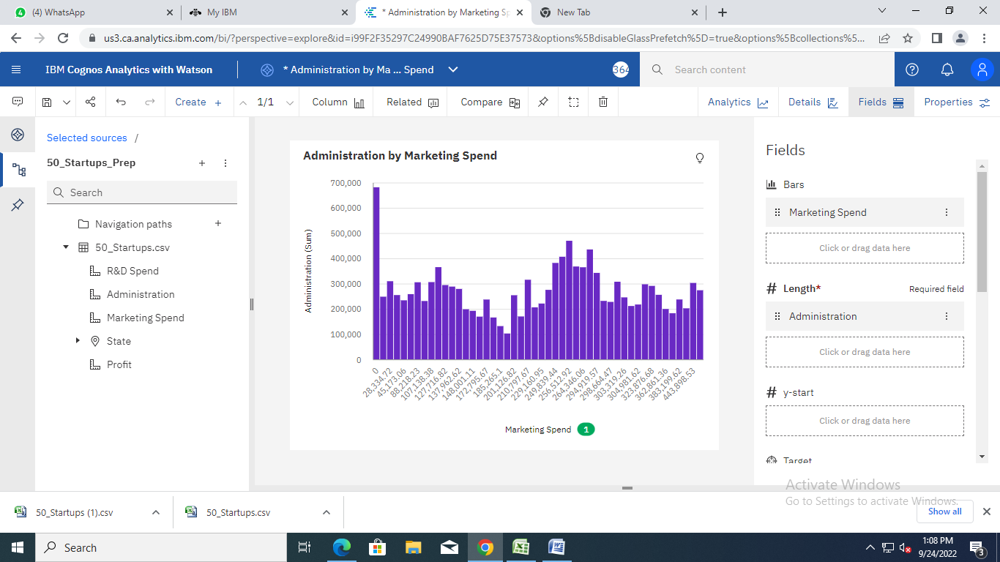 (4) WhatsApp
My IBM
* Administration by Marketing Sp
New Tab
us3.ca.analytics.ibm.com/bi/?perspective=explore&id=i99F2F35297C24990BAF7625D75E37573&options%5BdisableGlassPrefetch%5D=true&options%5Bcollections%5...
IBM Cognos Analytics with Watson
* Administration by Ma ... Spend
364
Search content
Create
1/1
Column
Related
Compare
Analytics
Details
Fields
Properties
Selected sources /
50_Startups_Prep
Search
Navigation paths
50_Startups.csv
R&D Spend
Administration
Marketing Spend
State
Profit
Administration by Marketing Spend
700,000
600,000
500,000
400,000
300,000
200,000
100,000
0
Administration (Sum)
0
28,334.72
45,173.06
88,218.23
107,138.38
127,716.82
137,962.62
148,001.11
172,795.67
185,265.1
201,126.82
210,797.67
229,160.95
249,839.44
256,512.92
264,346.06
294,919.57
298,664.47
303,319.26
304,981.62
323,876.68
362,861.36
383,199.62
443,898.53
Marketing Spend 1
Fields
Bars
Marketing Spend
Click or drag data here
Length*
Required field
Administration
Click or drag data here
y-start
Click or drag data here
Target
Activate Windows
Go to Settings to activate Windows.
50_Startups (1).csv
50_Startups.csv
Show all
Search
1:08 PM
9/24/2022
3